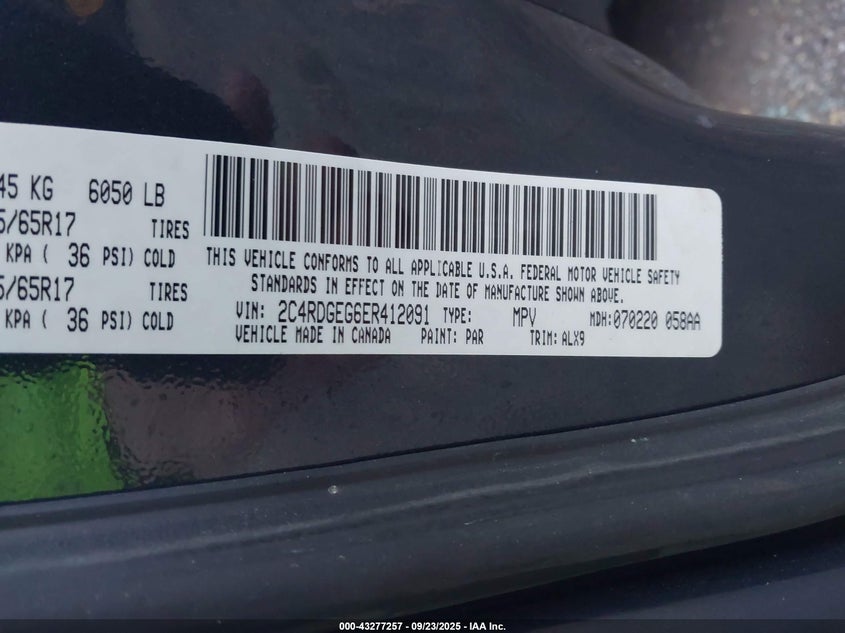 45 KG 6050 LB
5/65R17 TIRES
KPA ( 36 PSI) COLD
5/65R17 TIRES
KPA ( 36 PSI) COLD
THIS VEHICLE CONFORMS TO ALL APPLICABLE U.S.A. FEDERAL MOTOR VEHICLE SAFETY
STANDARDS IN EFFECT ON THE DATE OF MANUFACTURE SHOWN ABOVE.
VIN: 2C4RDGEG6ER412091 TYPE: MPV MDH:070220 058AA
VEHICLE MADE IN CANADA PAINT: PAR TRIM: ALX9
000-43277257 - 09/23/2025 - IAA Inc.